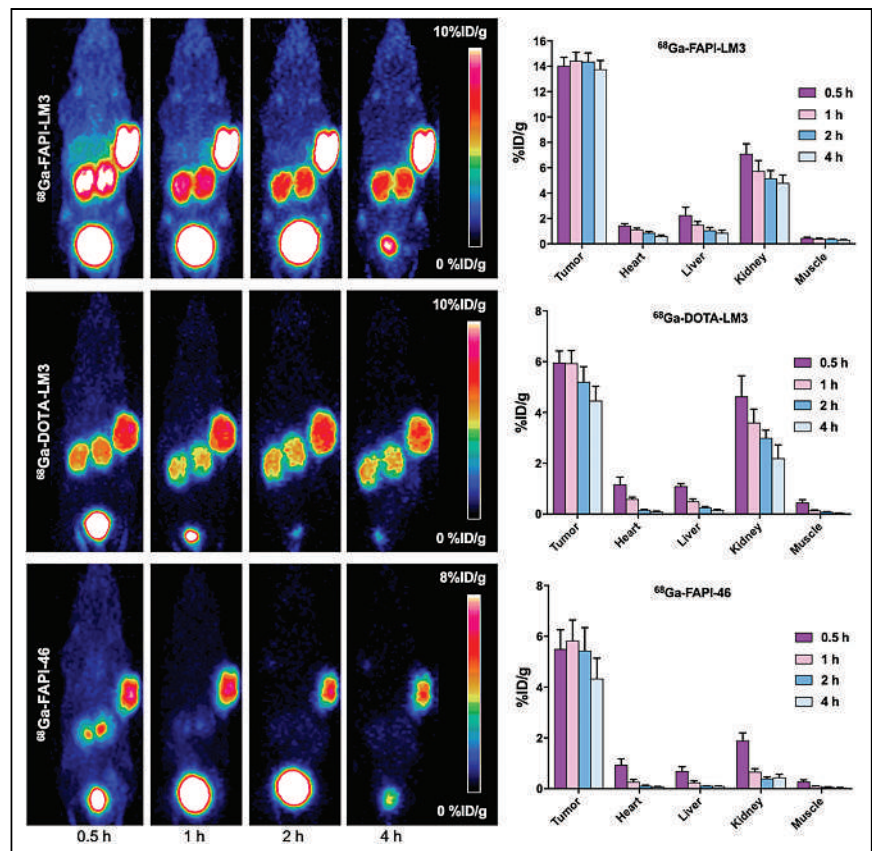 10%ID/g
⁶⁸Ga-FAPI-LM3
0 %ID/g
⁶⁸Ga-FAPI-LM3
16
14
12
10
8
6
4
2
0
%ID/g
0.5 h
1 h
2 h
4 h
Tumor
Heart
Liver
Kidney
Muscle
10%ID/g
⁶⁸Ga-DOTA-LM3
0 %ID/g
⁶⁸Ga-DOTA-LM3
8
6
4
2
0
%ID/g
0.5 h
1 h
2 h
4 h
Tumor
Heart
Liver
Kidney
Muscle
8%ID/g
⁶⁸Ga-FAPI-46
0 %ID/g
0.5 h
1 h
2 h
4 h
⁶⁸Ga-FAPI-46
8
6
4
2
0
%ID/g
0.5 h
1 h
2 h
4 h
Tumor
Heart
Liver
Kidney
Muscle